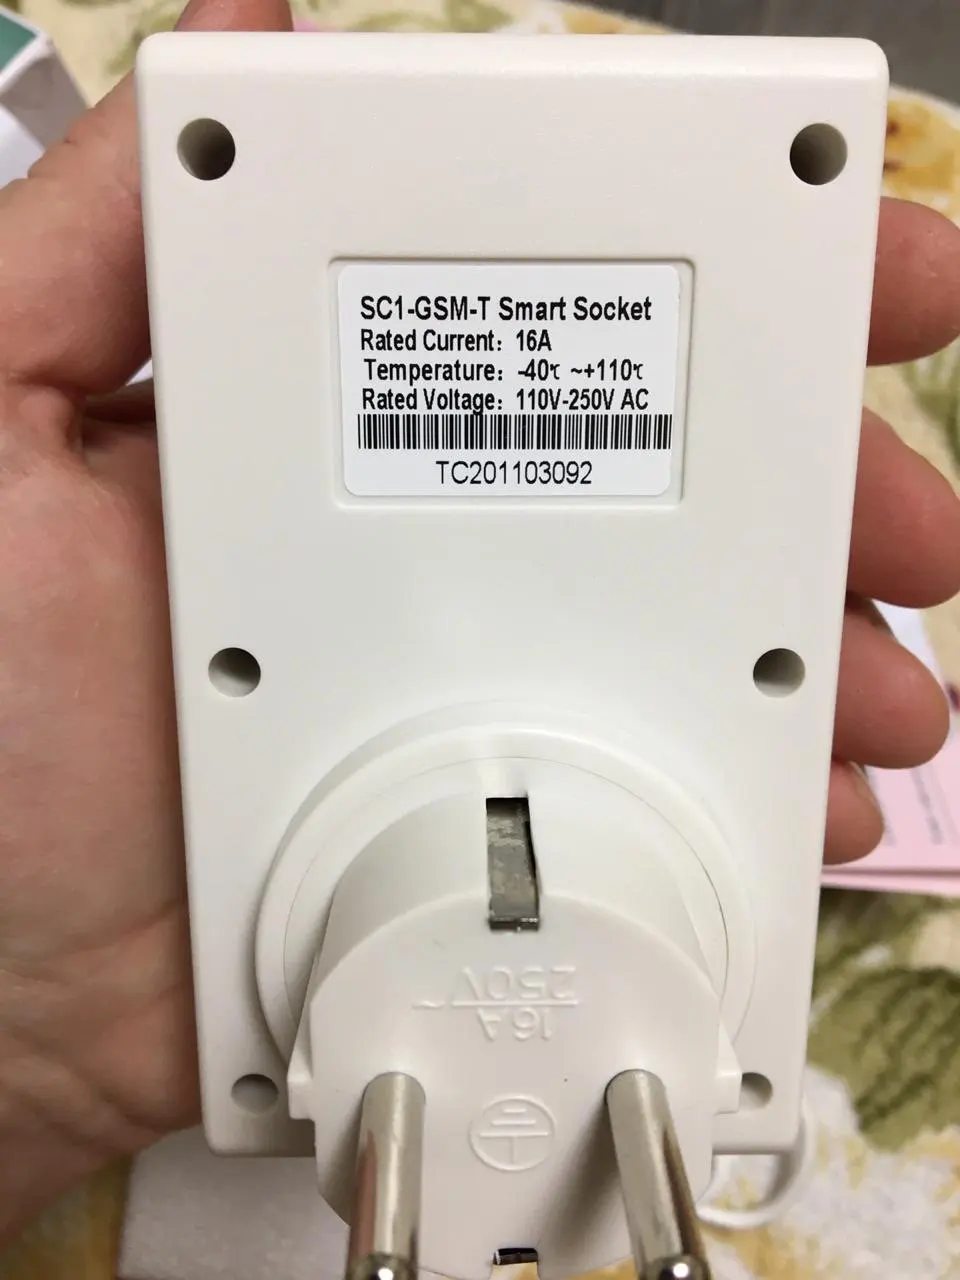 SC1-GSM-T Smart Socket
Rated Current: 16A
Temperature: -40℃ ~+110℃
Rated Voltage: 110V-250V AC
TC201103092
16A
250V~